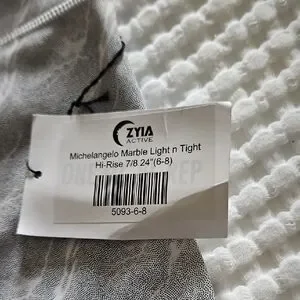 ZYIA
ACTIVE
Michelangelo Marble Light n Tight
Hi-Rise 7/8 24"(6-8)
5093-6-8